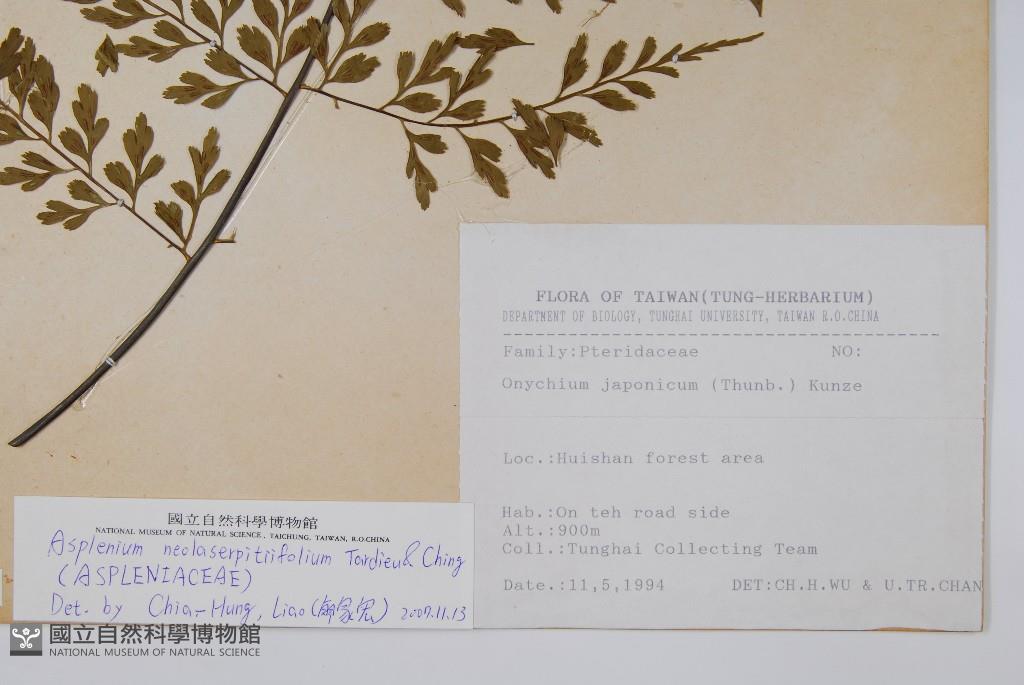 FLORA OF TAIWAN(TUNG-HERBARIUM)
DEPARTMENT OF BIOLOGY, TUNGHAI UNIVERSITY, TAIWAN R.O.CHINA
Family:Pteridaceae NO:
Onychium japonicum (Thunb.) Kunze
Loc.:Huishan forest area
Hab.:On teh road side
Alt.:900m
Coll.:Tunghai Collecting Team
Date.:11,5,1994 DET:CH.H.WU & U.TR.CHAN
國立自然科學博物館
NATIONAL MUSEUM OF NATURAL SCIENCE, TAICHUNG, TAIWAN, R.O.CHINA
Asplenium neolaserpitiifolium Tardieu & Ching
(ASPLENIACEAE)
Det. by Chia-Hung, Liao 2007.11.13
國立自然科學博物館
NATIONAL MUSEUM OF NATURAL SCIENCE